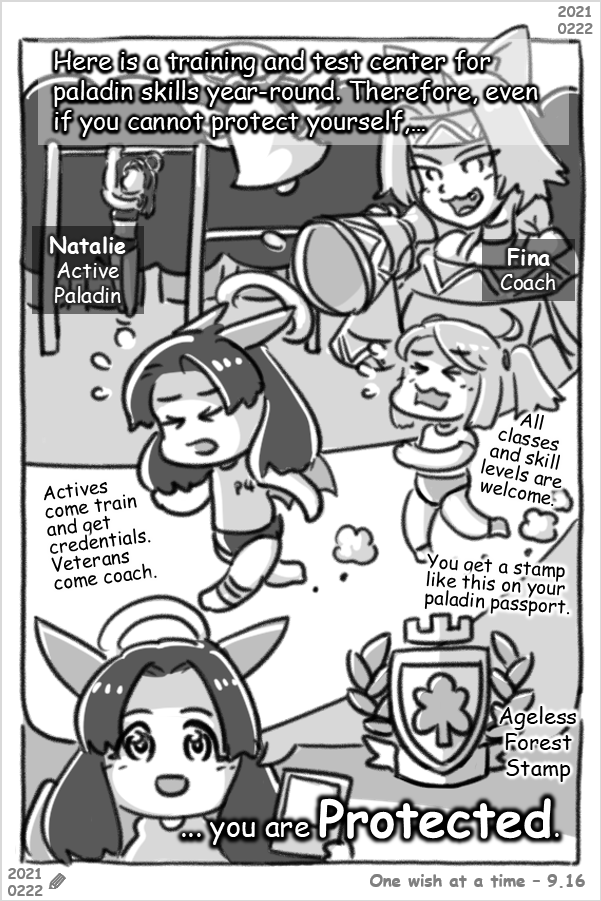 2021
0222
Here is a training and test center for
paladin skills year-round. Therefore, even
if you cannot protect yourself,...
Natalie
Active
Paladin
Fina
Coach
P4
All
classes
and skill
levels are
welcome.
Actives
come train
and get
credentials.
Veterans
come coach.
You get a stamp
like this on your
paladin passport.
Ageless
Forest
Stamp
... you are Protected.
2021
0222
One wish at a time – 9.16